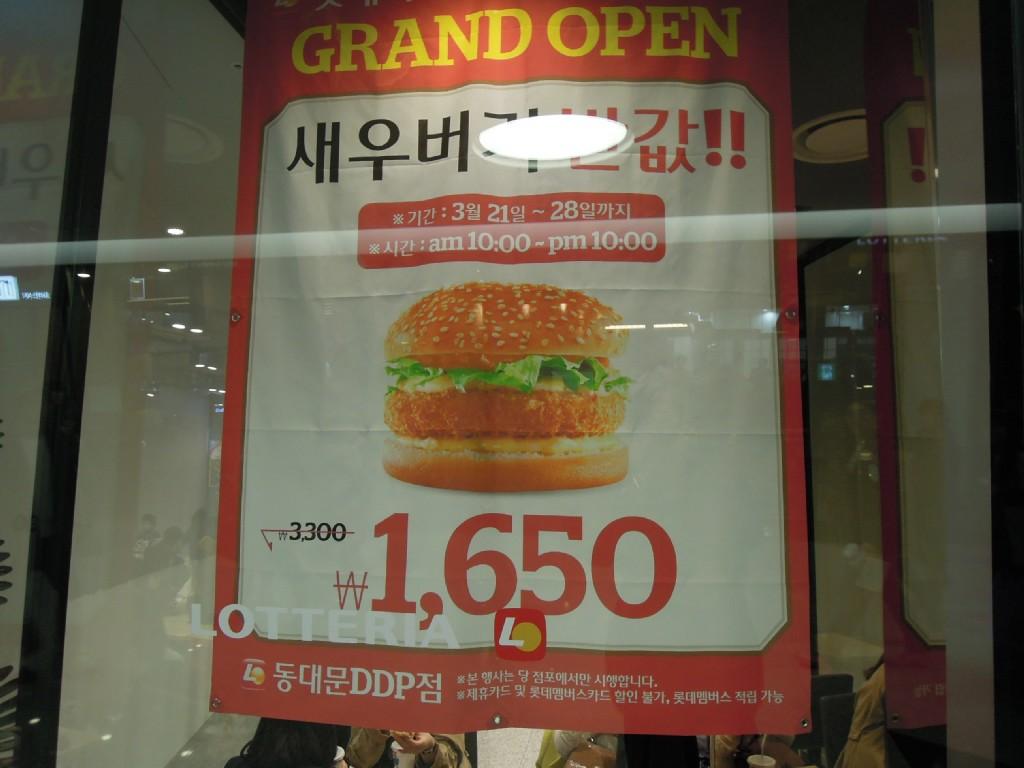 GRAND OPEN
새우버거 반값!!
※ 기간 : 3월 21일 ~ 28일까지
※ 시간 : am 10:00 ~ pm 10:00
₩3,300
₩1,650
LOTTERIA
동대문DDP점
※본 행사는 당 점포에서만 시행합니다.
※제휴카드 및 롯데멤버스카드 할인 불가, 롯데멤버스 적립 가능